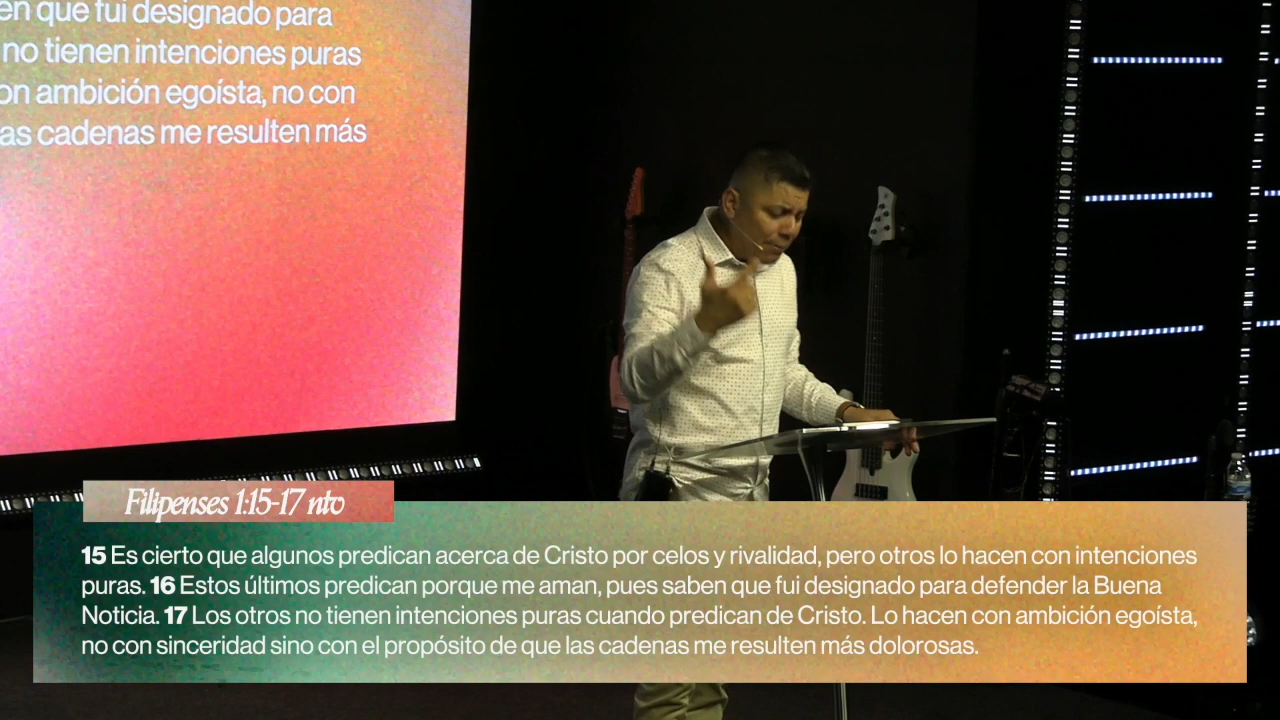 en que fui designado para
no tienen intenciones puras
on ambición egoísta, no con
as cadenas me resulten más
Filipenses 1:15-17 ntv
15 Es cierto que algunos predican acerca de Cristo por celos y rivalidad, pero otros lo hacen con intenciones
puras. 16 Estos últimos predican porque me aman, pues saben que fui designado para defender la Buena
Noticia. 17 Los otros no tienen intenciones puras cuando predican de Cristo. Lo hacen con ambición egoísta,
no con sinceridad sino con el propósito de que las cadenas me resulten más dolorosas.